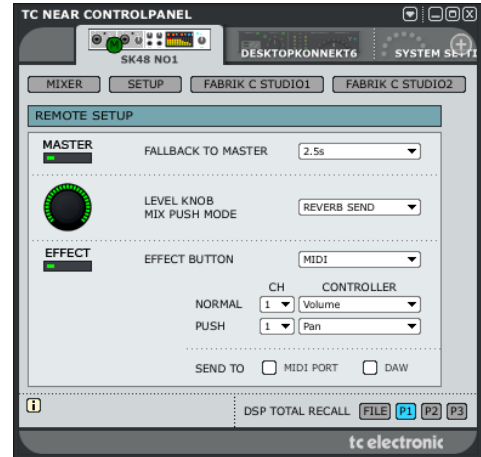 TC NEAR CONTROLPANEL
M
SK48 NO1
DESKTOPKONNEKT6
SYSTEM SETTI
MIXER
SETUP
FABRIK C STUDIO1
FABRIK C STUDIO2
REMOTE SETUP
MASTER
FALLBACK TO MASTER
2.5s
LEVEL KNOB
MIX PUSH MODE
REVERB SEND
EFFECT
EFFECT BUTTON
MIDI
CH CONTROLLER
NORMAL 1 Volume
PUSH 1 Pan
SEND TO MIDI PORT DAW
i
DSP TOTAL RECALL FILE P1 P2 P3
tc electronic